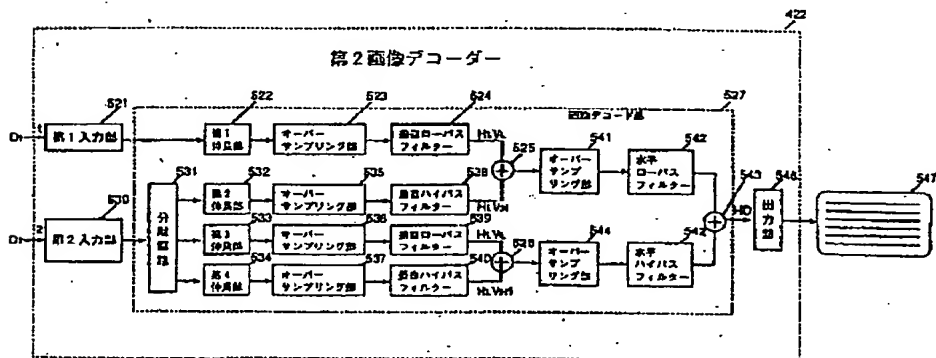 422
第2画像デコーダー
527
画像デコード部
521
522
523
524
第1入力部
第1伸長部
オーバーサンプリング部
垂直ローパスフィルター
525
541
542
オーバーサンプリング部
水平ローパスフィルター
531
532
535
538
分離回路
第2伸長部
オーバーサンプリング部
垂直ハイパスフィルター
543
546
547
HD
出力部
530
第2入力部
533
536
539
第3伸長部
オーバーサンプリング部
垂直ローパスフィルター
544
オーバーサンプリング部
水平ハイパスフィルター
534
537
540
第4伸長部
オーバーサンプリング部
垂直ハイパスフィルター